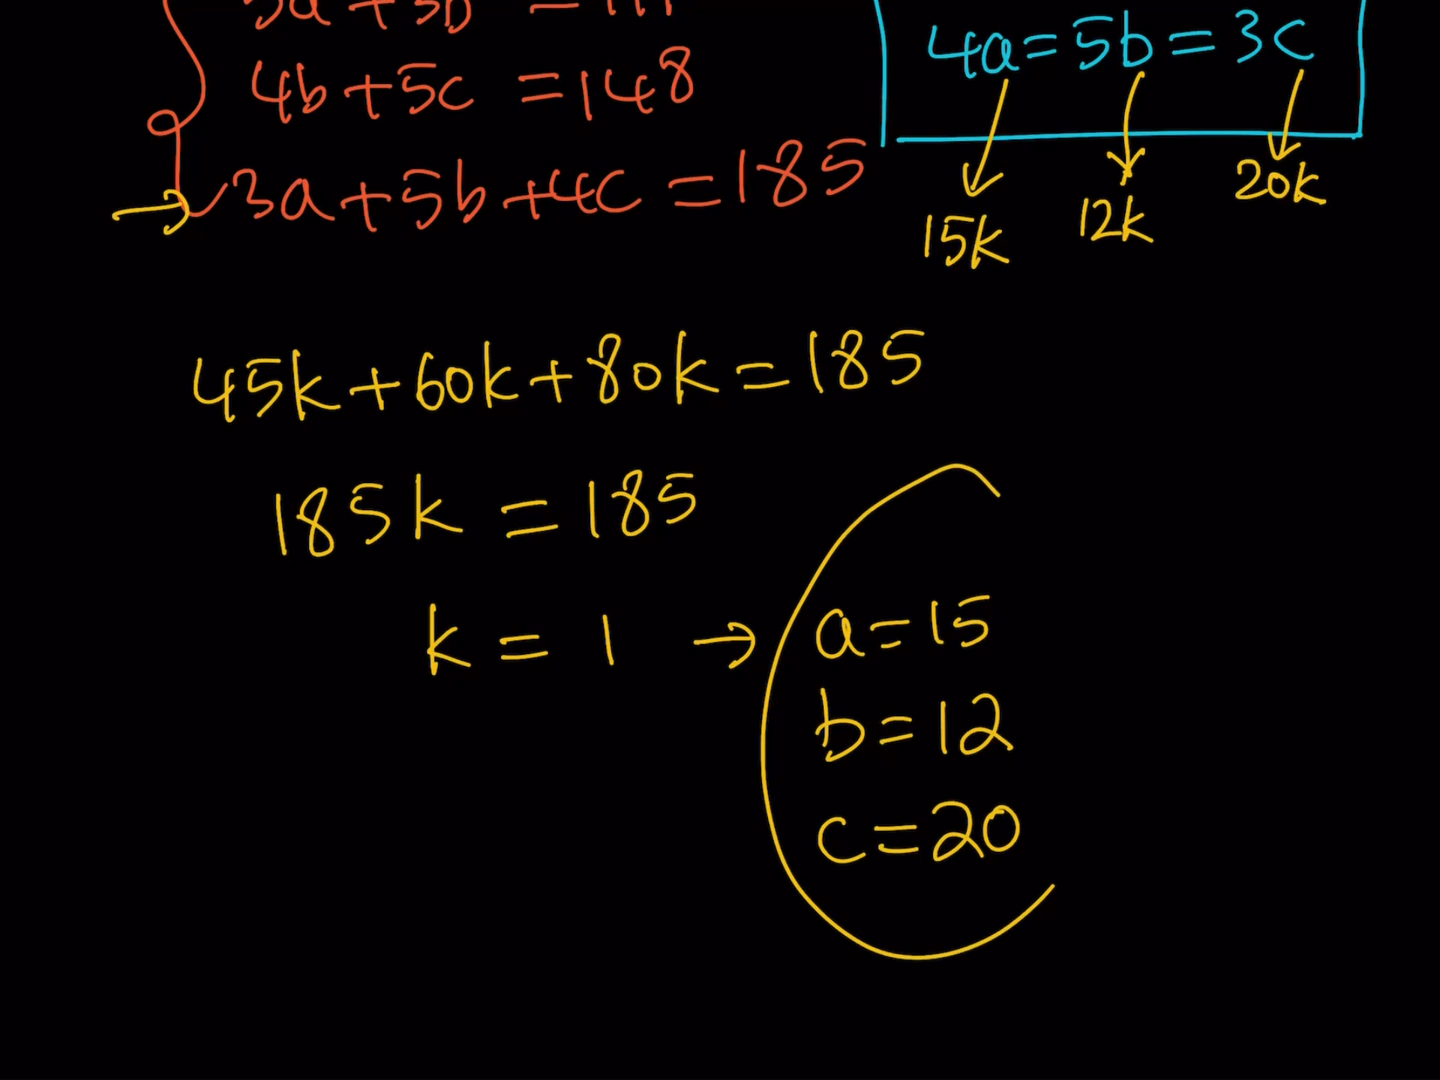 4a=5b=3c
4b+5c=148
3a+5b+4c=185
15k 12k 20k
45k+60k+80k=185
185k=185
k=1 → a=15
b=12
c=20